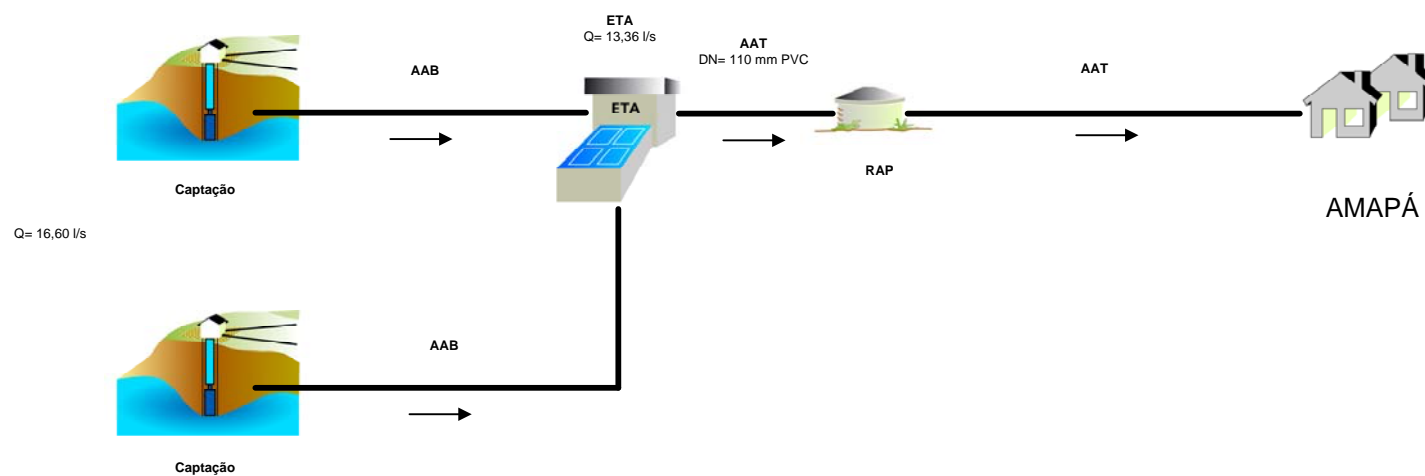 ETA
Q= 13,36 l/s
AAT
DN= 110 mm PVC
AAB
AAT
ETA
RAP
Captação
AMAPÁ
Q= 16,60 l/s
AAB
Captação